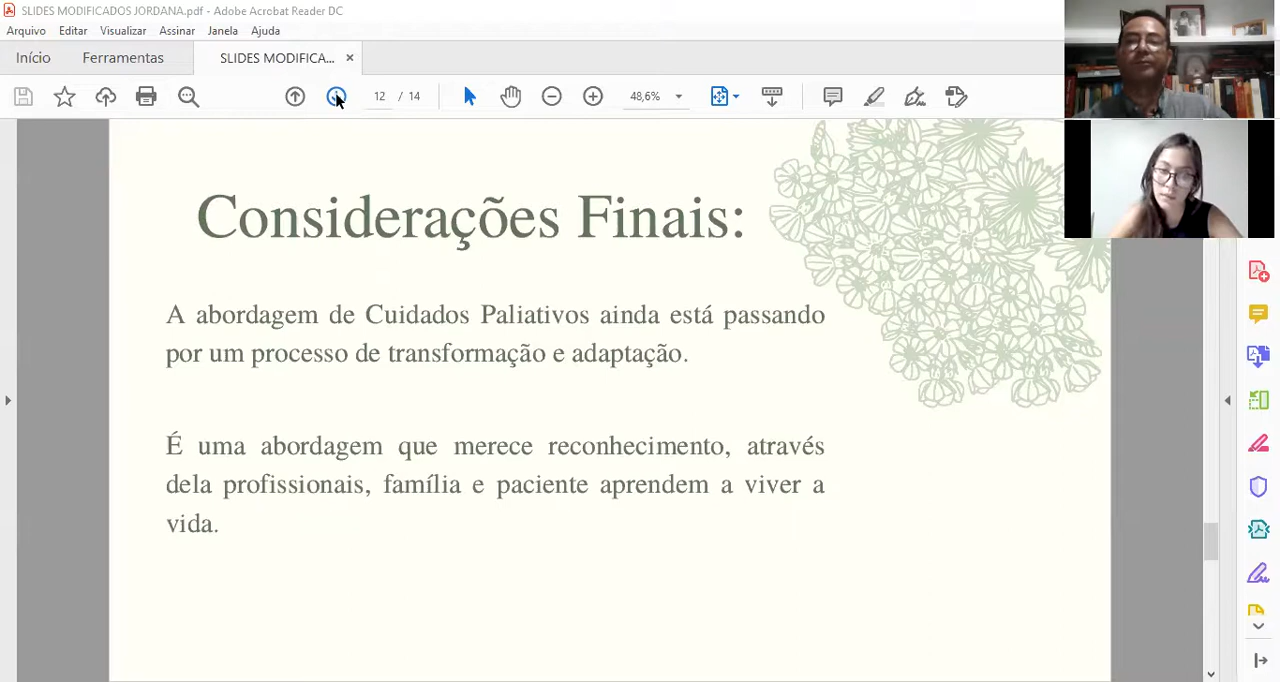 SLIDES MODIFICADOS JORDANA.pdf - Adobe Acrobat Reader DC
Arquivo Editar Visualizar Assinar Janela Ajuda
Início Ferramentas SLIDES MODIFICA... ×
12 / 14 48,6%
Considerações Finais:
A abordagem de Cuidados Paliativos ainda está passando
por um processo de transformação e adaptação.
É uma abordagem que merece reconhecimento, através
dela profissionais, família e paciente aprendem a viver a
vida.